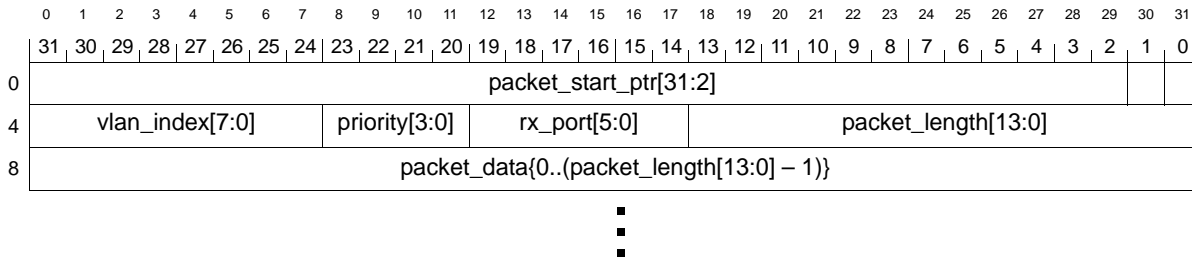 0 1 2 3 4 5 6 7 8 9 10 11 12 13 14 15 16 17 18 19 20 21 22 23 24 25 26 27 28 29 30 31
31 30 29 28 27 26 25 24 23 22 21 20 19 18 17 16 15 14 13 12 11 10 9 8 7 6 5 4 3 2 1 0
0 packet_start_ptr[31:2]
4 vlan_index[7:0] priority[3:0] rx_port[5:0] packet_length[13:0]
8 packet_data{0..(packet_length[13:0] – 1)}